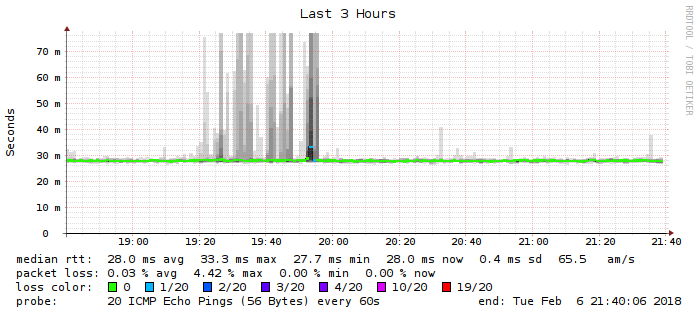 Last 3 Hours
RRDTOOL / TOBI OETIKER
Seconds
70 m
60 m
50 m
40 m
30 m
20 m
10 m
0
19:00 19:20 19:40 20:00 20:20 20:40 21:00 21:20 21:40
median rtt: 28.0 ms avg 33.3 ms max 27.7 ms min 28.0 ms now 0.4 ms sd 65.5 am/s
packet loss: 0.03 % avg 4.42 % max 0.00 % min 0.00 % now
loss color: 0 1/20 2/20 3/20 4/20 10/20 19/20
probe: 20 ICMP Echo Pings (56 Bytes) every 60s end: Tue Feb 6 21:40:06 2018